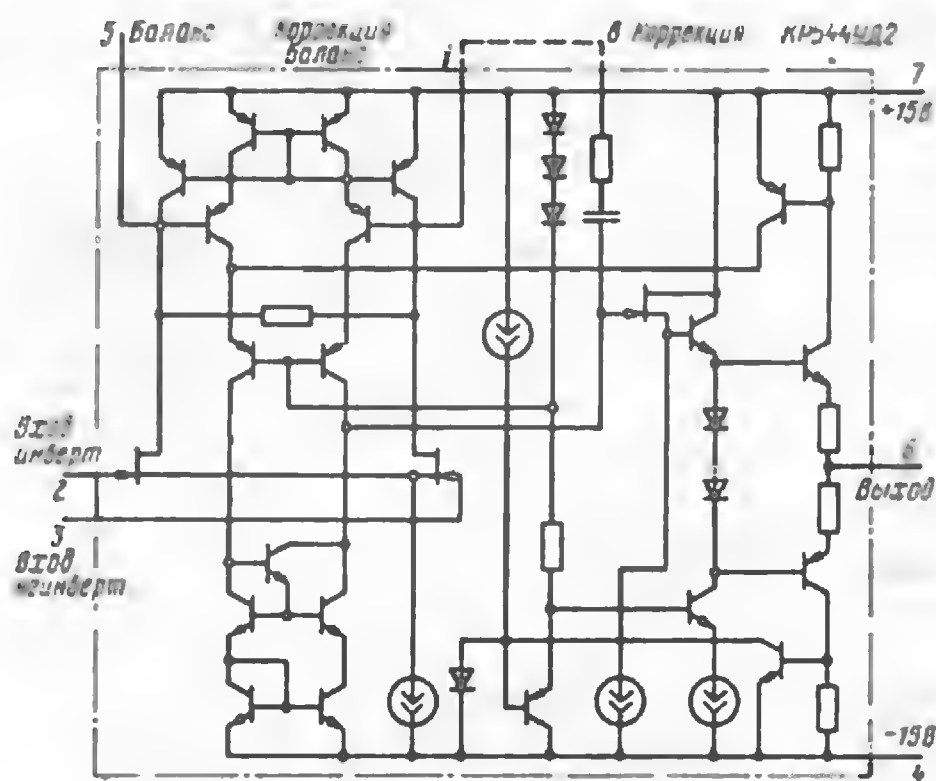 5 Баланс
Коррекция
Баланс
1
8 Коррекция
КР544УД2
7
+15В
Вход
инверт
2
3
Вход
неинверт.
6
Выход
-15В
4